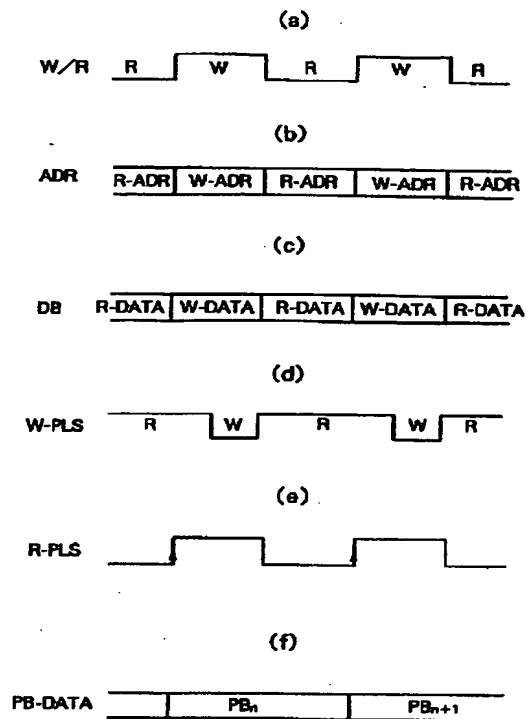 (a)
W/R R W R W R
(b)
ADR R-ADR W-ADR R-ADR W-ADR R-ADR
(c)
DB R-DATA W-DATA R-DATA W-DATA R-DATA
(d)
W-PLS R W R W R
(e)
R-PLS
(f)
PB-DATA PBn PBn+1